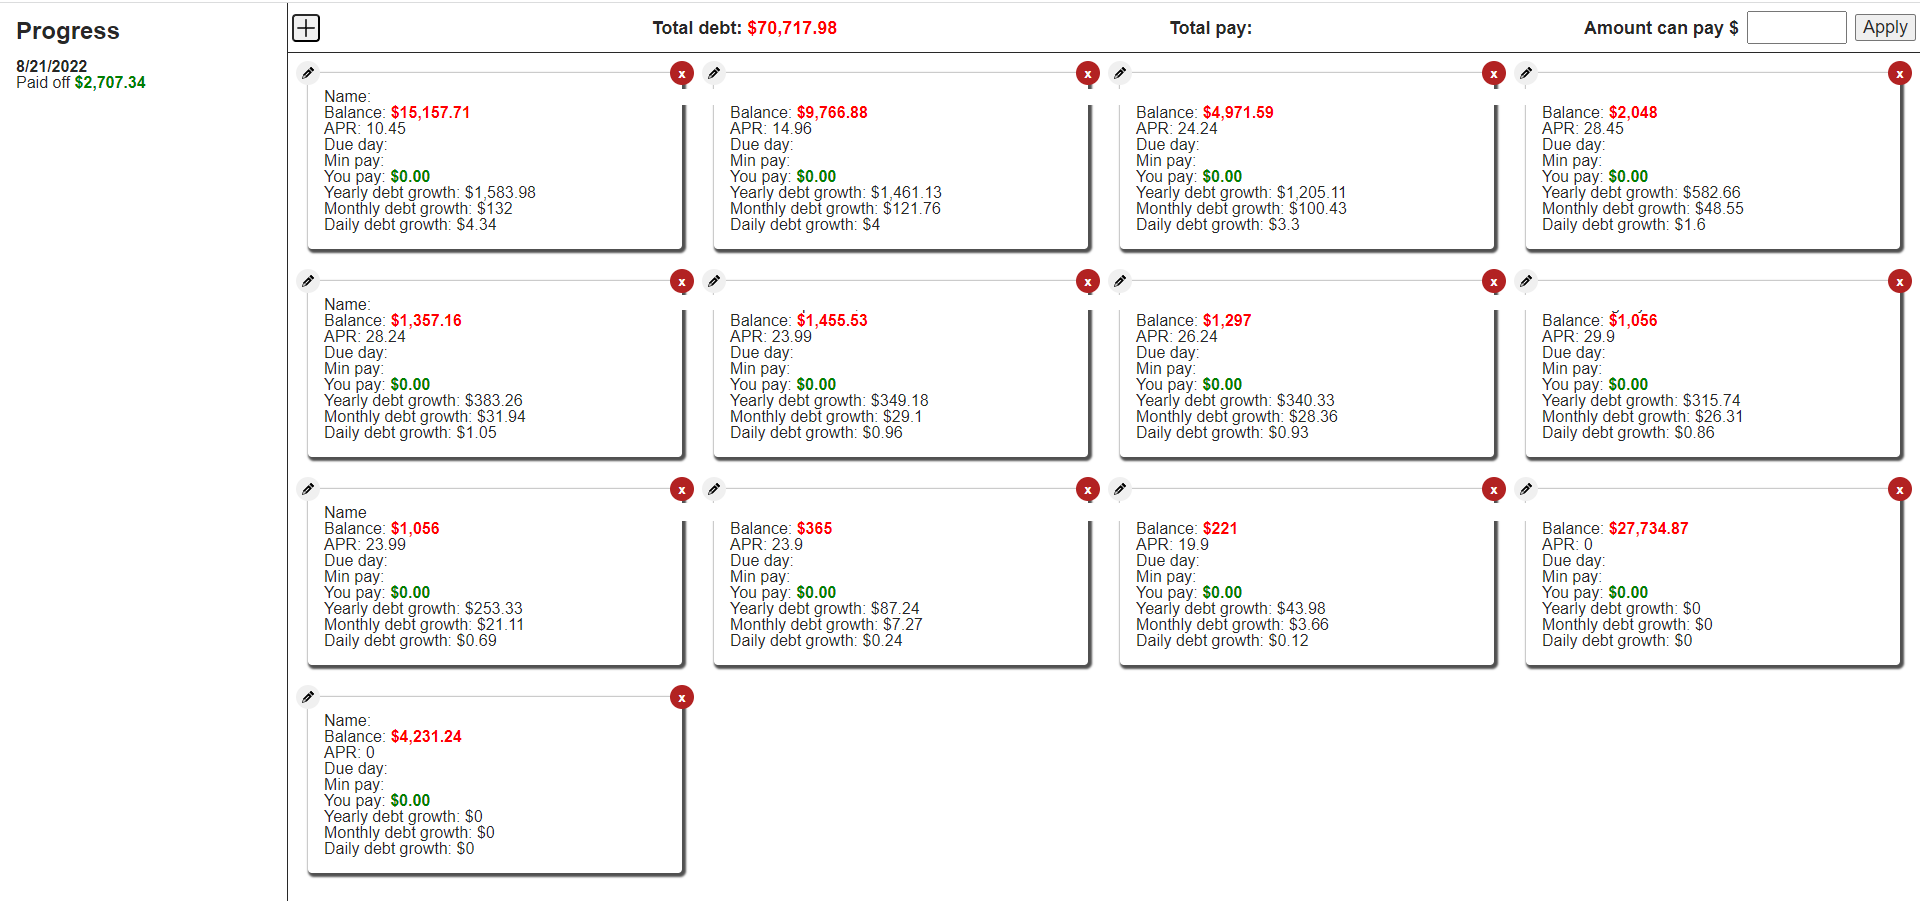 Progress
8/21/2022
Paid off $2,707.34
Total debt: $70,717.98
Total pay:
Amount can pay $
Apply
x
Name:
Balance: $15,157.71
APR: 10.45
Due day:
Min pay:
You pay: $0.00
Yearly debt growth: $1,583.98
Monthly debt growth: $132
Daily debt growth: $4.34
x
Balance: $9,766.88
APR: 14.96
Due day:
Min pay:
You pay: $0.00
Yearly debt growth: $1,461.13
Monthly debt growth: $121.76
Daily debt growth: $4
x
Balance: $4,971.59
APR: 24.24
Due day:
Min pay:
You pay: $0.00
Yearly debt growth: $1,205.11
Monthly debt growth: $100.43
Daily debt growth: $3.3
x
Balance: $2,048
APR: 28.45
Due day:
Min pay:
You pay: $0.00
Yearly debt growth: $582.66
Monthly debt growth: $48.55
Daily debt growth: $1.6
x
Name:
Balance: $1,357.16
APR: 28.24
Due day:
Min pay:
You pay: $0.00
Yearly debt growth: $383.26
Monthly debt growth: $31.94
Daily debt growth: $1.05
x
Balance: $1,455.53
APR: 23.99
Due day:
Min pay:
You pay: $0.00
Yearly debt growth: $349.18
Monthly debt growth: $29.1
Daily debt growth: $0.96
x
Balance: $1,297
APR: 26.24
Due day:
Min pay:
You pay: $0.00
Yearly debt growth: $340.33
Monthly debt growth: $28.36
Daily debt growth: $0.93
x
Balance: $1,056
APR: 29.9
Due day:
Min pay:
You pay: $0.00
Yearly debt growth: $315.74
Monthly debt growth: $26.31
Daily debt growth: $0.86
x
Name
Balance: $1,056
APR: 23.99
Due day:
Min pay:
You pay: $0.00
Yearly debt growth: $253.33
Monthly debt growth: $21.11
Daily debt growth: $0.69
x
Balance: $365
APR: 23.9
Due day:
Min pay:
You pay: $0.00
Yearly debt growth: $87.24
Monthly debt growth: $7.27
Daily debt growth: $0.24
x
Balance: $221
APR: 19.9
Due day:
Min pay:
You pay: $0.00
Yearly debt growth: $43.98
Monthly debt growth: $3.66
Daily debt growth: $0.12
x
Balance: $27,734.87
APR: 0
Due day:
Min pay:
You pay: $0.00
Yearly debt growth: $0
Monthly debt growth: $0
Daily debt growth: $0
x
Name:
Balance: $4,231.24
APR: 0
Due day:
Min pay:
You pay: $0.00
Yearly debt growth: $0
Monthly debt growth: $0
Daily debt growth: $0